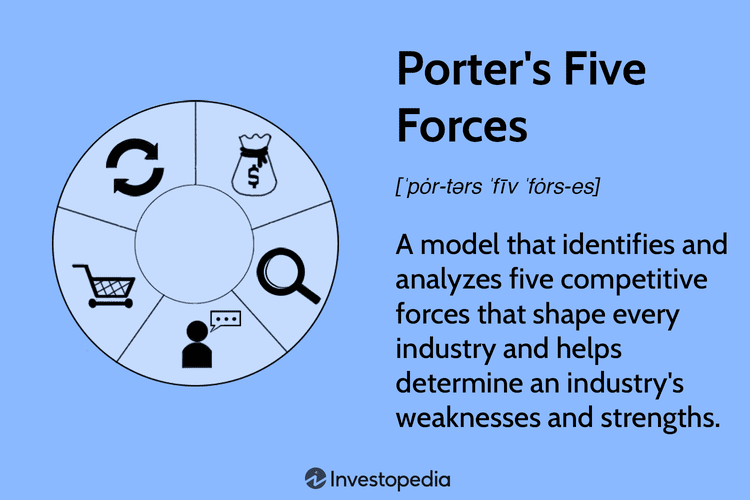 Porter's Five
Forces
[ˈpȯr-tərs ˈfīv ˈfȯrs-es]
A model that identifies and
analyzes five competitive
forces that shape every
industry and helps
determine an industry's
weaknesses and strengths.
$
Investopedia